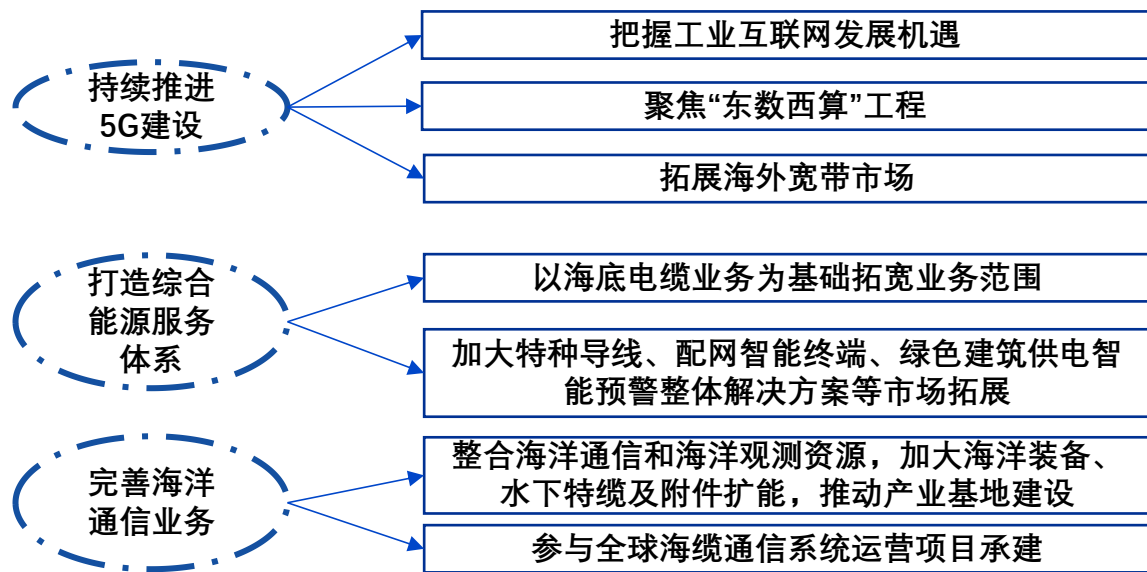 持续推进
5G建设
把握工业互联网发展机遇
聚焦“东数西算”工程
拓展海外宽带市场
打造综合
能源服务
体系
以海底电缆业务为基础拓宽业务范围
加大特种导线、配网智能终端、绿色建筑供电智
能预警整体解决方案等市场拓展
完善海洋
通信业务
整合海洋通信和海洋观测资源，加大海洋装备、
水下特缆及附件扩能，推动产业基地建设
参与全球海缆通信系统运营项目承建